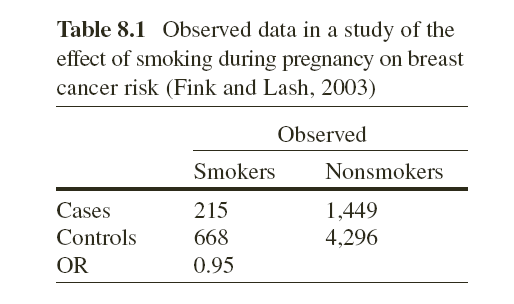 Table 8.1 Observed data in a study of the
effect of smoking during pregnancy on breast
cancer risk (Fink and Lash, 2003)
Observed
Smokers Nonsmokers
Cases 215 1,449
Controls 668 4,296
OR 0.95